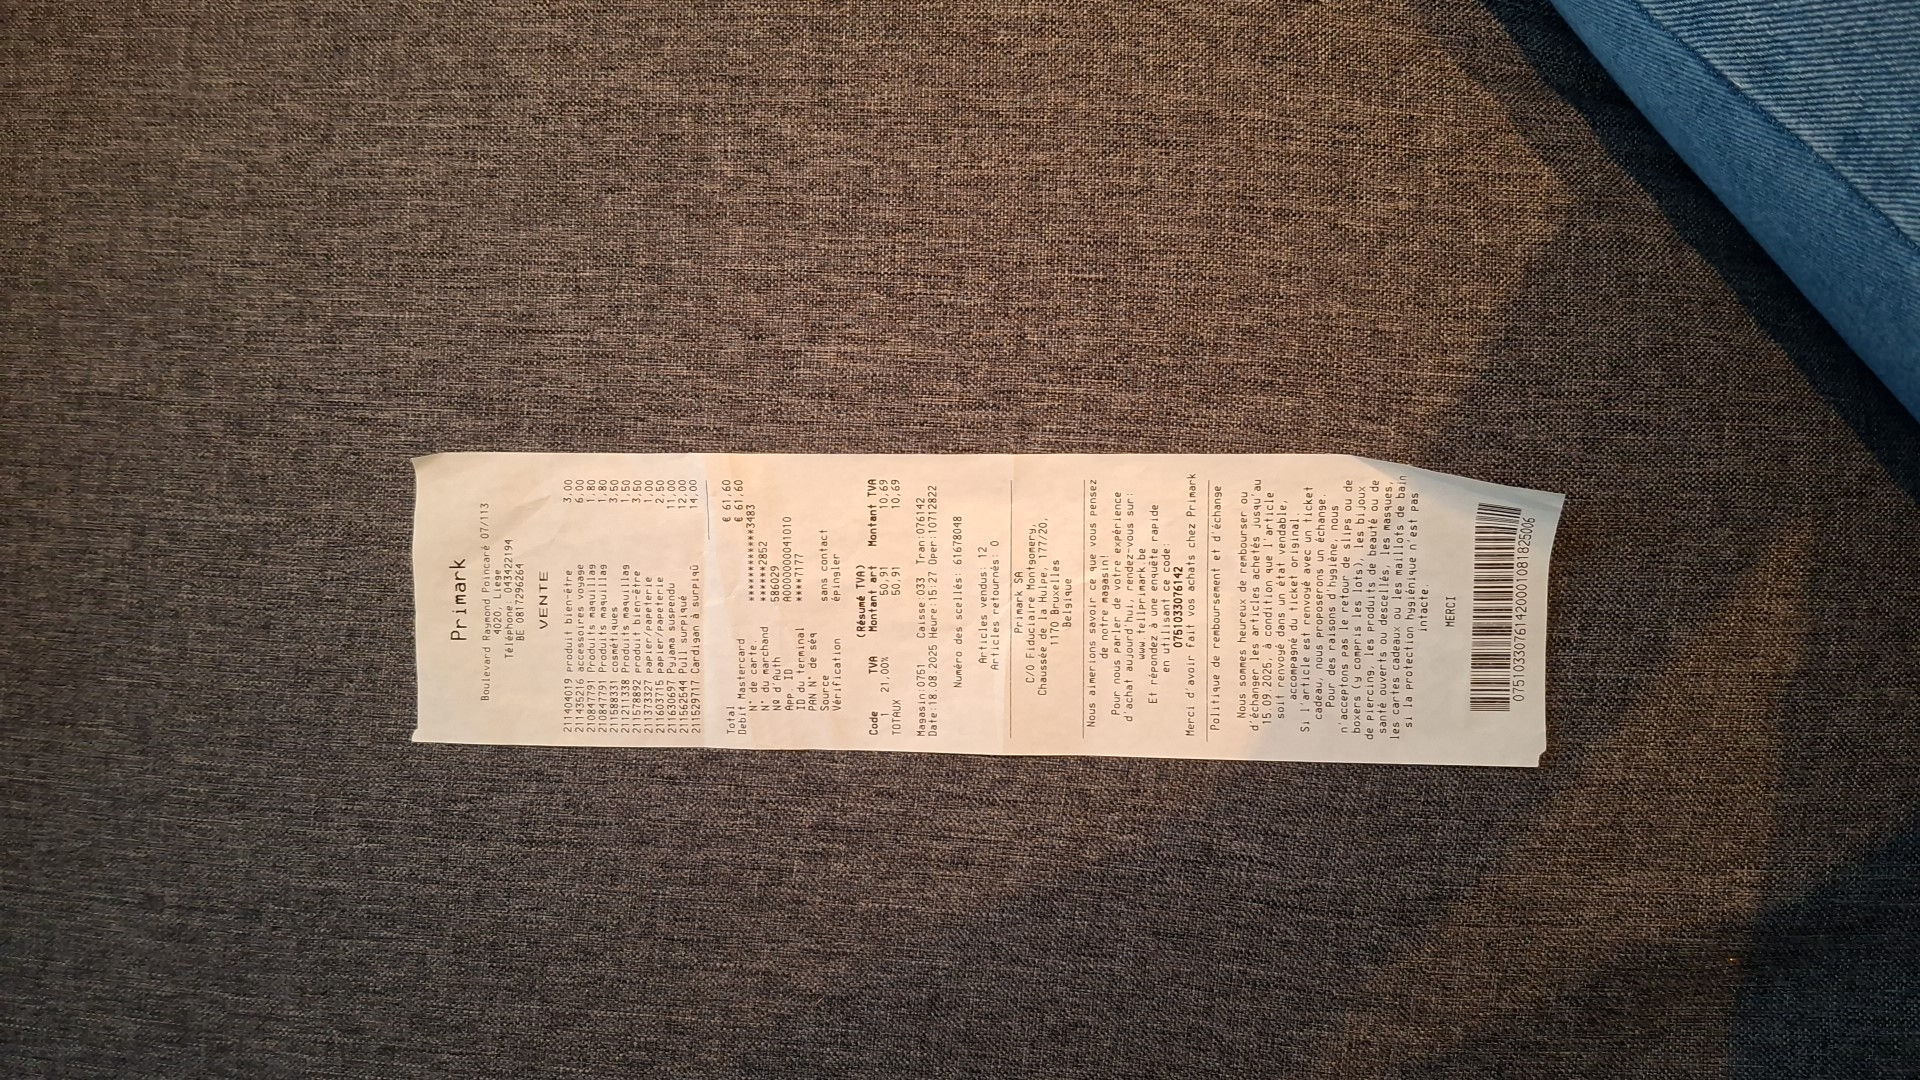 Primark
Boulevard Raymond Poincaré 07/113
4020, Liège
Téléphone: 043422194
BE 0817296264
VENTE
211404019 produit bien-être 3,00
211435216 accessoires voyage 6,00
210847791 Produits maquillag 1,80
210847791 Produits maquillag 1,80
211588331 cosmétiques 3,50
211121338 Produits maquillag 1,50
211578892 produit bien-être 3,50
211373327 papier/papeterie 1,00
211603715 papier/papeterie 2,50
211630697 Pyjama suspendu 11,00
211562544 Pull surpiqué 12,00
211529717 Cardigan à surpiqû 14,00
Total € 61,60
Debit Mastercard € 61,60
N° de carte ************3483
N° du marchand ******2852
Nº d'Auth 586029
App. ID A0000000041010
ID du terminal ****7177
PAN N° de séq
Source sans contact
Vérification épingler
(Résumé TVA)
Code TVA Montant art Montant TVA
21,00% 50,91 10,69
TOTAUX 50,91 10,69
Magasin:0751 Caisse 033 Tran:076142
Date:18.08.2025 Heure:15:27 Oper:10712822
Numéro des scellés: 61678048
Articles vendus: 12
Articles retournés: 0
Primark SA
C/O Fiduciaire Montgomery,
Chaussée de la Hulpe, 177/20,
1170 Bruxelles
Belgique
Nous aimerions savoir ce que vous pensez
de notre magasin!
Pour nous parler de votre expérience
d'achat aujourd'hui, rendez-vous sur:
www.tellprimark.be
Et répondez à une enquête rapide
en utilisant ce code:
0751033076142
Merci d'avoir fait vos achats chez Primark
Politique de remboursement et d'échange
Nous sommes heureux de rembourser ou
d'échanger les articles achetés jusqu'au
15.09.2025, à condition que l'article
soit renvoyé dans un état vendable,
accompagné du ticket original.
Si l'article est renvoyé avec un ticket
cadeau, nous proposerons un échange.
Pour des raisons d'hygiène, nous
n'acceptons pas le retour de slips ou de
boxers (y compris les lots), les bijoux
de piercing, les produits de beauté ou de
santé ouverts ou descellés, les masques,
les cartes cadeaux ou les maillots de bain
si la protection hygiénique n'est pas
intacte.
MERCI
07510330761420001081825006